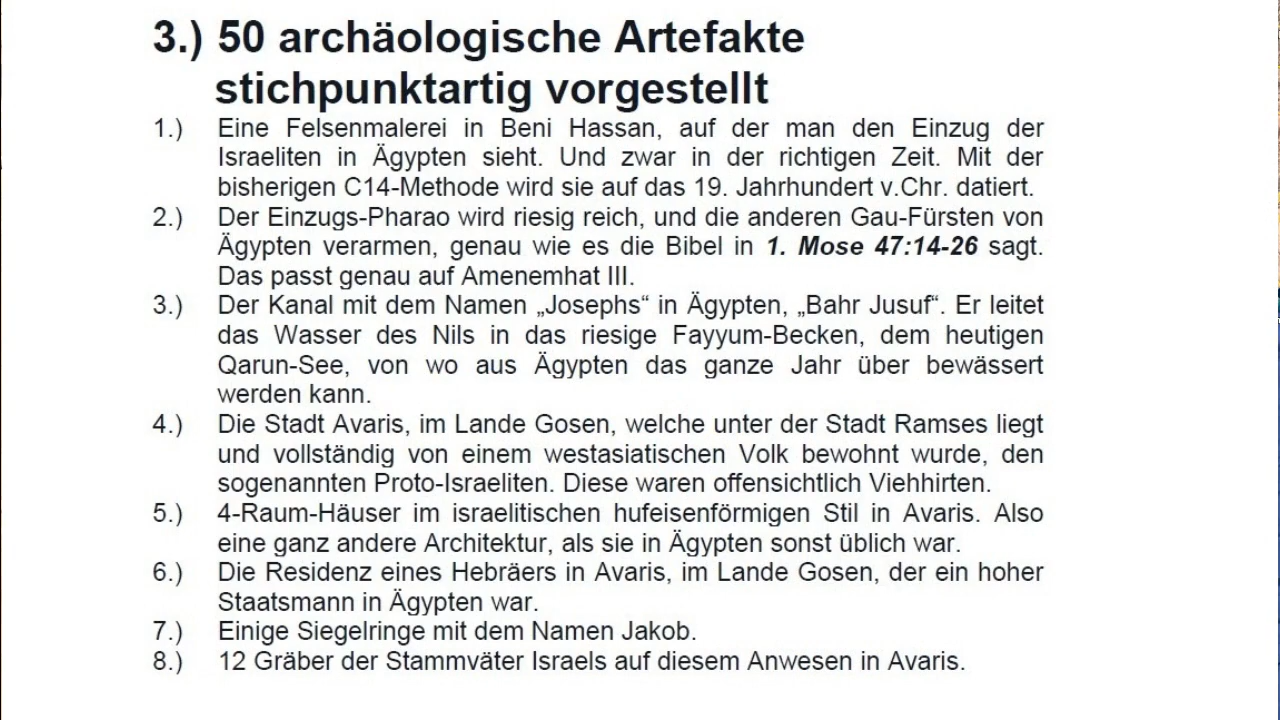 3.) 50 archäologische Artefakte
stichpunktartig vorgestellt
1.) Eine Felsenmalerei in Beni Hassan, auf der man den Einzug der
Israeliten in Ägypten sieht. Und zwar in der richtigen Zeit. Mit der
bisherigen C14-Methode wird sie auf das 19. Jahrhundert v.Chr. datiert.
2.) Der Einzugs-Pharao wird riesig reich, und die anderen Gau-Fürsten von
Ägypten verarmen, genau wie es die Bibel in 1. Mose 47:14-26 sagt.
Das passt genau auf Amenemhat III.
3.) Der Kanal mit dem Namen „Josephs“ in Ägypten, „Bahr Jusuf“. Er leitet
das Wasser des Nils in das riesige Fayyum-Becken, dem heutigen
Qarun-See, von wo aus Ägypten das ganze Jahr über bewässert
werden kann.
4.) Die Stadt Avaris, im Lande Gosen, welche unter der Stadt Ramses liegt
und vollständig von einem westasiatischen Volk bewohnt wurde, den
sogenannten Proto-Israeliten. Diese waren offensichtlich Viehhirten.
5.) 4-Raum-Häuser im israelitischen hufeisenförmigen Stil in Avaris. Also
eine ganz andere Architektur, als sie in Ägypten sonst üblich war.
6.) Die Residenz eines Hebräers in Avaris, im Lande Gosen, der ein hoher
Staatsmann in Ägypten war.
7.) Einige Siegelringe mit dem Namen Jakob.
8.) 12 Gräber der Stammväter Israels auf diesem Anwesen in Avaris.